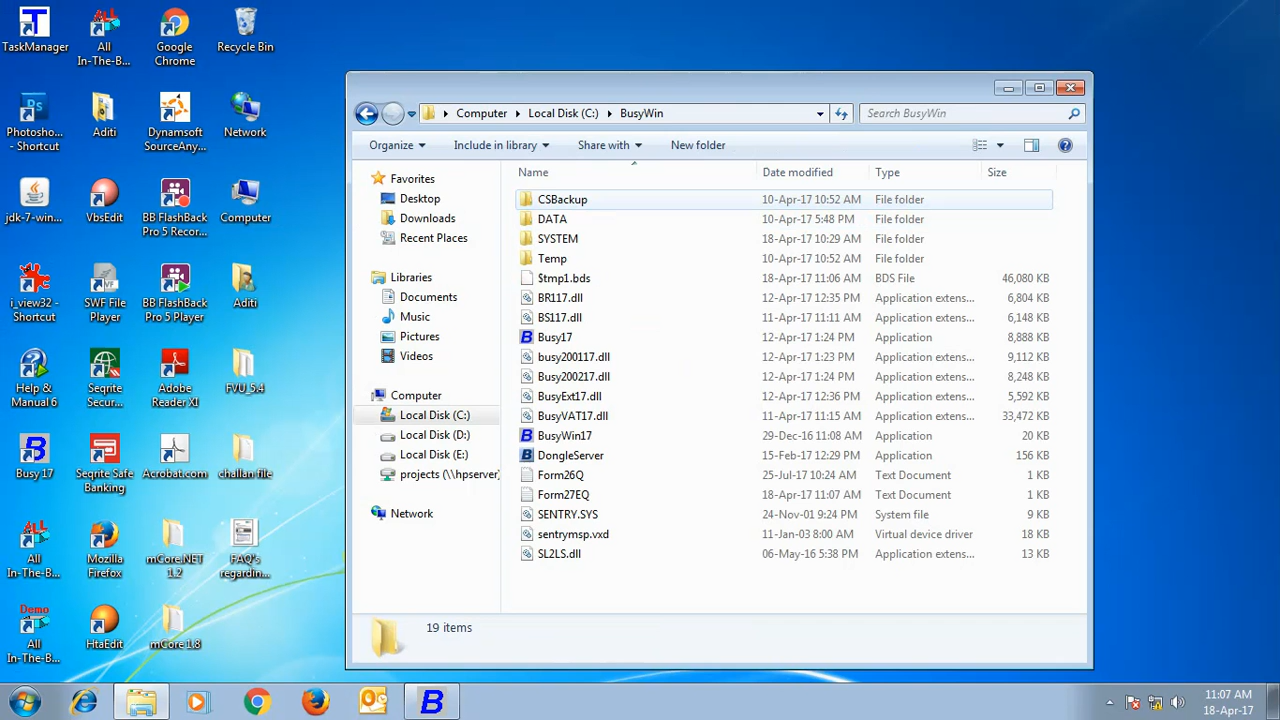 TaskManager
All
In-The-B...
Google
Chrome
Recycle Bin
Photosho...
- Shortcut
Aditi
Dynamsoft
SourceAny...
Network
jdk-7-win...
VbsEdit
BB FlashBack
Pro 5 Recor...
Computer
i_view32 -
Shortcut
SWF File
Player
BB FlashBack
Pro 5 Player
Aditi
Help &
Manual 6
Seqrite
Secur...
Adobe
Reader XI
FVU_5.4
Busy 17
Seqrite Safe
Banking
Acrobat.com
challan file
All
In-The-B...
Mozilla
Firefox
mCore.NET
1.2
FAQ's
regardin...
Demo
All
In-The-B...
HtaEdit
mCore 1.8
Computer
Local Disk (C:)
BusyWin
Search BusyWin
Organize
Include in library
Share with
New folder
Favorites
Desktop
Downloads
Recent Places
Libraries
Documents
Music
Pictures
Videos
Computer
Local Disk (C:)
Local Disk (D:)
Local Disk (E:)
projects (\\hpserver)
Network
Name Date modified Type Size
CSBackup 10-Apr-17 10:52 AM File folder
DATA 10-Apr-17 5:48 PM File folder
SYSTEM 18-Apr-17 10:29 AM File folder
Temp 10-Apr-17 10:52 AM File folder
$tmp1.bds 18-Apr-17 11:06 AM BDS File 46,080 KB
BR117.dll 12-Apr-17 12:35 PM Application extens... 6,804 KB
BS117.dll 11-Apr-17 11:11 AM Application extens... 6,148 KB
Busy17 12-Apr-17 1:24 PM Application 8,888 KB
busy200117.dll 12-Apr-17 1:23 PM Application extens... 9,112 KB
Busy200217.dll 12-Apr-17 1:24 PM Application extens... 8,248 KB
BusyExt17.dll 12-Apr-17 12:36 PM Application extens... 5,592 KB
BusyVAT17.dll 11-Apr-17 11:15 AM Application extens... 33,472 KB
BusyWin17 29-Dec-16 11:08 AM Application 20 KB
DongleServer 15-Feb-17 12:29 PM Application 156 KB
Form26Q 25-Jul-17 10:24 AM Text Document 1 KB
Form27EQ 18-Apr-17 11:07 AM Text Document 1 KB
SENTRY.SYS 24-Nov-01 9:24 PM System file 9 KB
sentrymsp.vxd 11-Jan-03 8:00 AM Virtual device driver 18 KB
SL2LS.dll 06-May-16 5:38 PM Application extens... 13 KB
19 items
11:07 AM
18-Apr-17